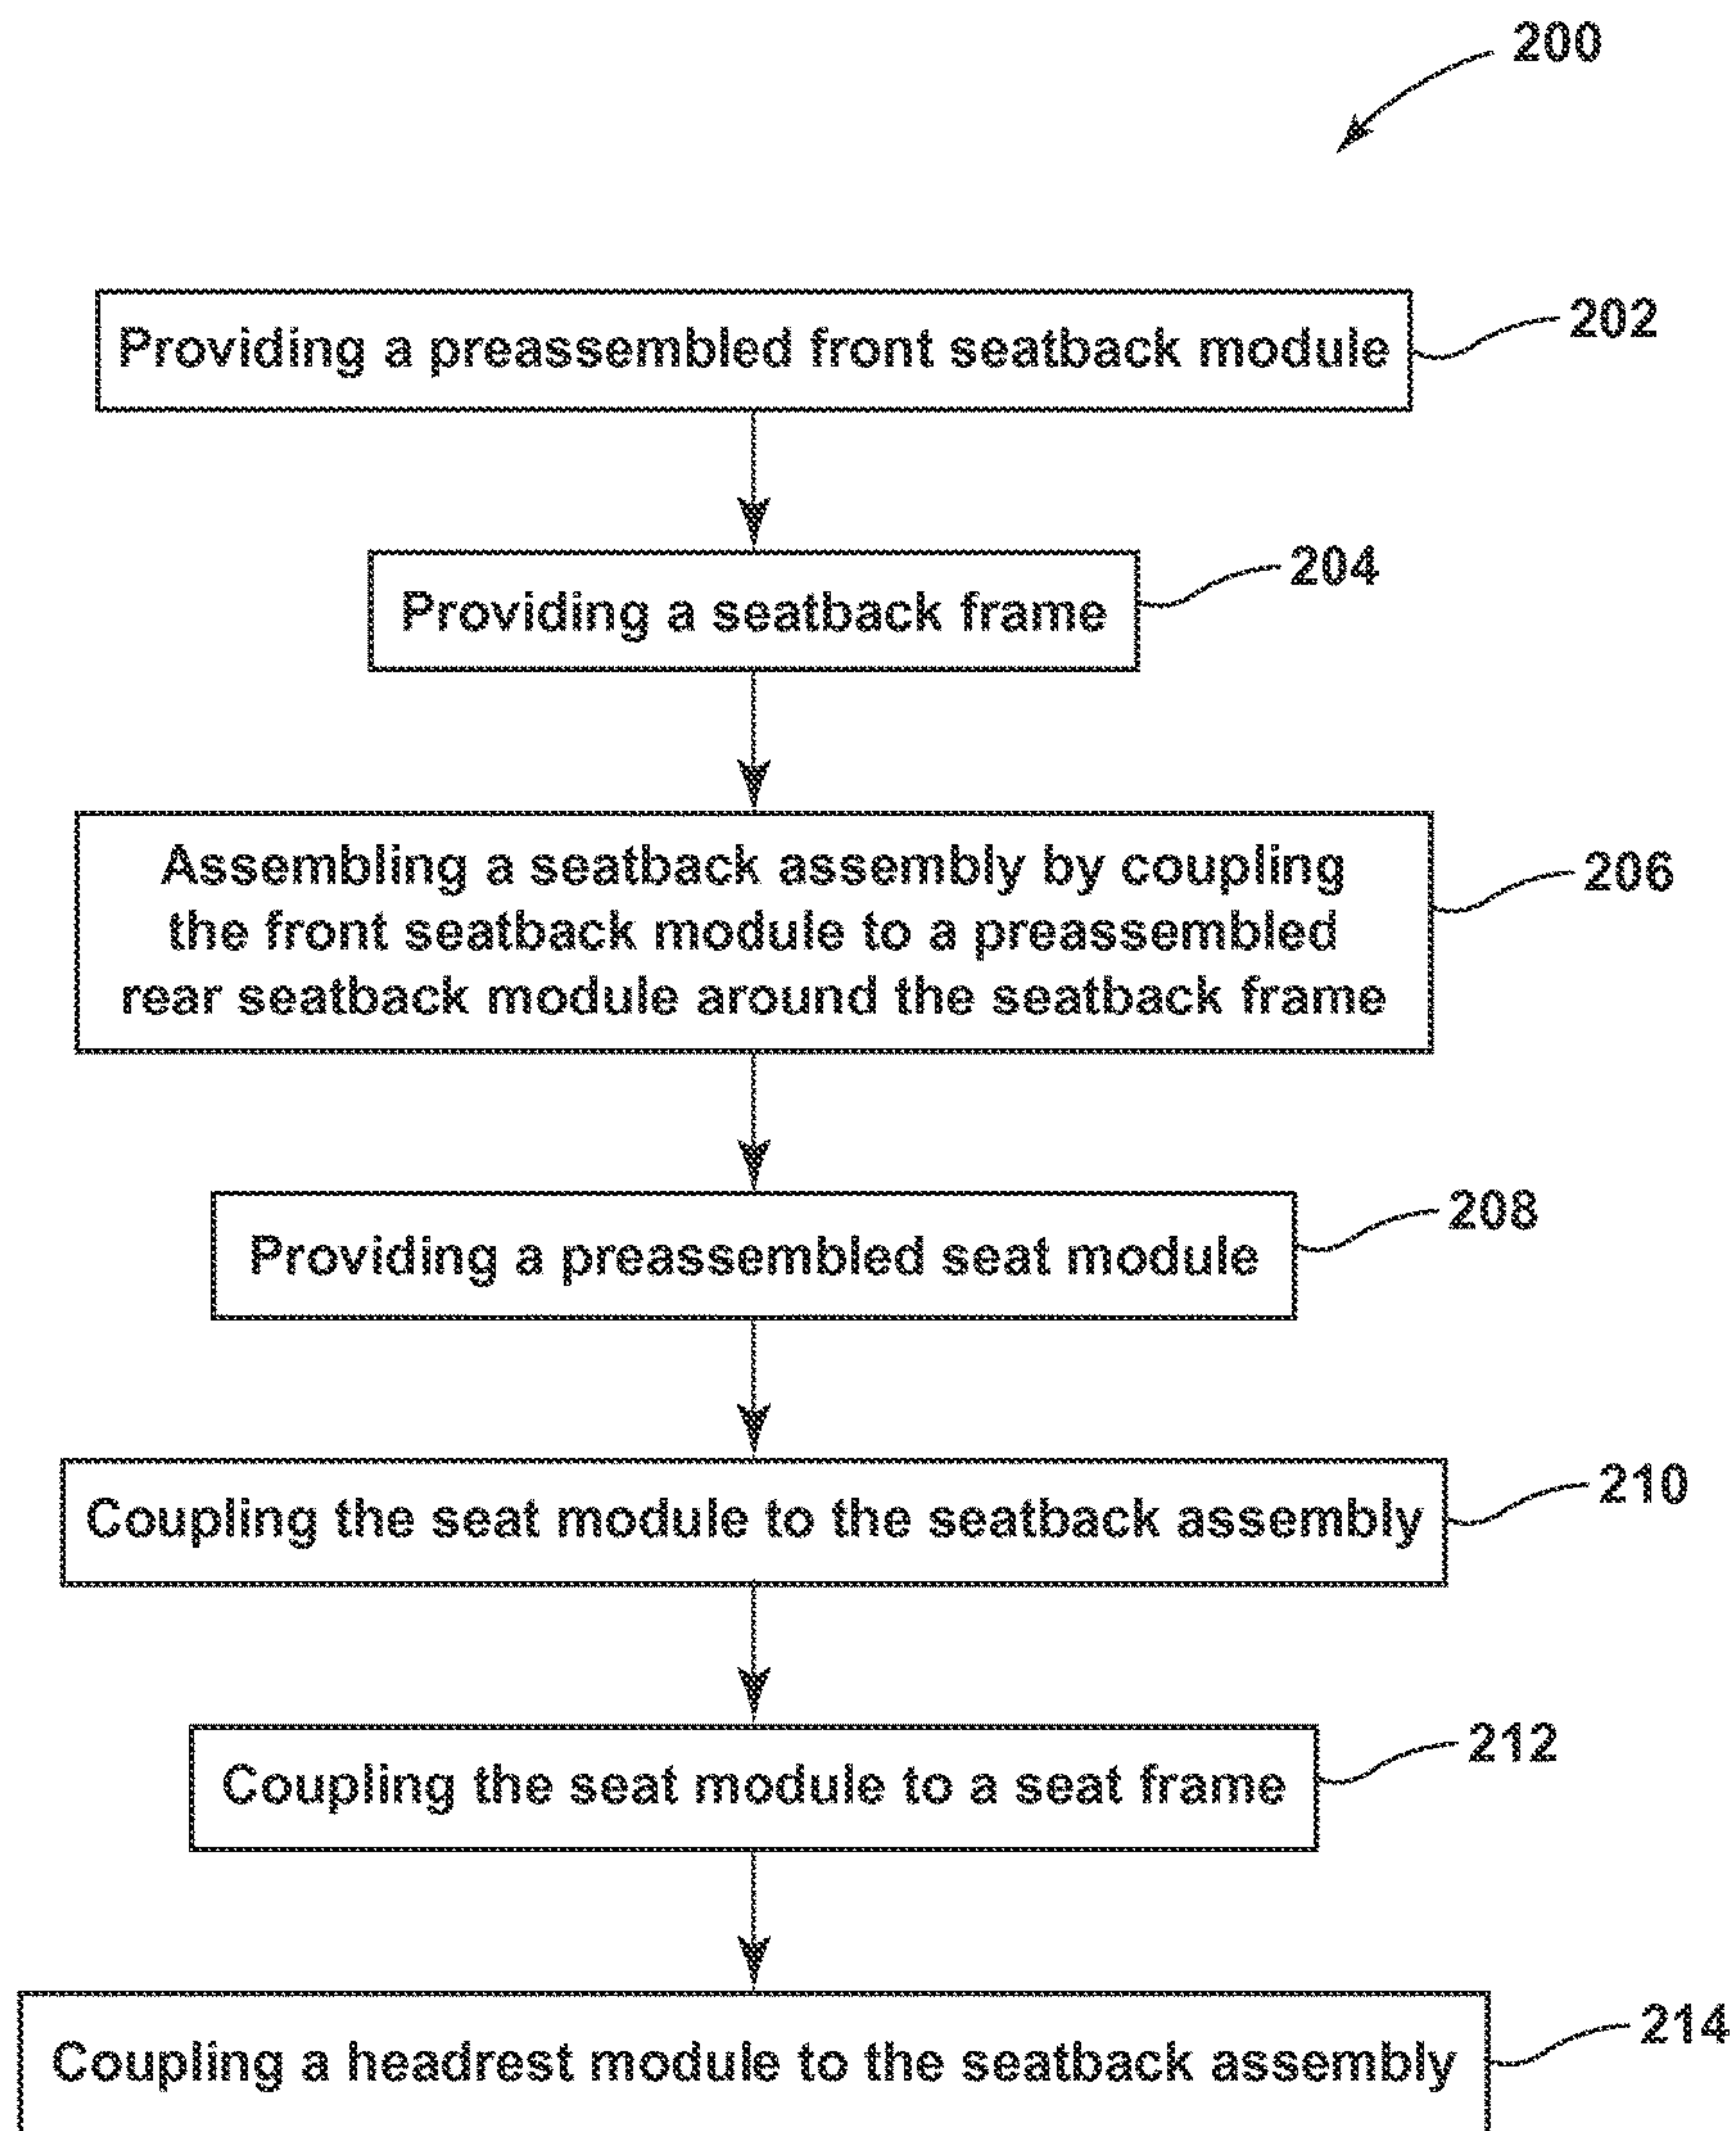 200
Providing a preassembled front seatback module
202
Providing a seatback frame
204
Assembling a seatback assembly by coupling
the front seatback module to a preassembled
rear seatback module around the seatback frame
206
Providing a preassembled seat module
208
Coupling the seat module to the seatback assembly
210
Coupling the seat module to a seat frame
212
Coupling a headrest module to the seatback assembly
214